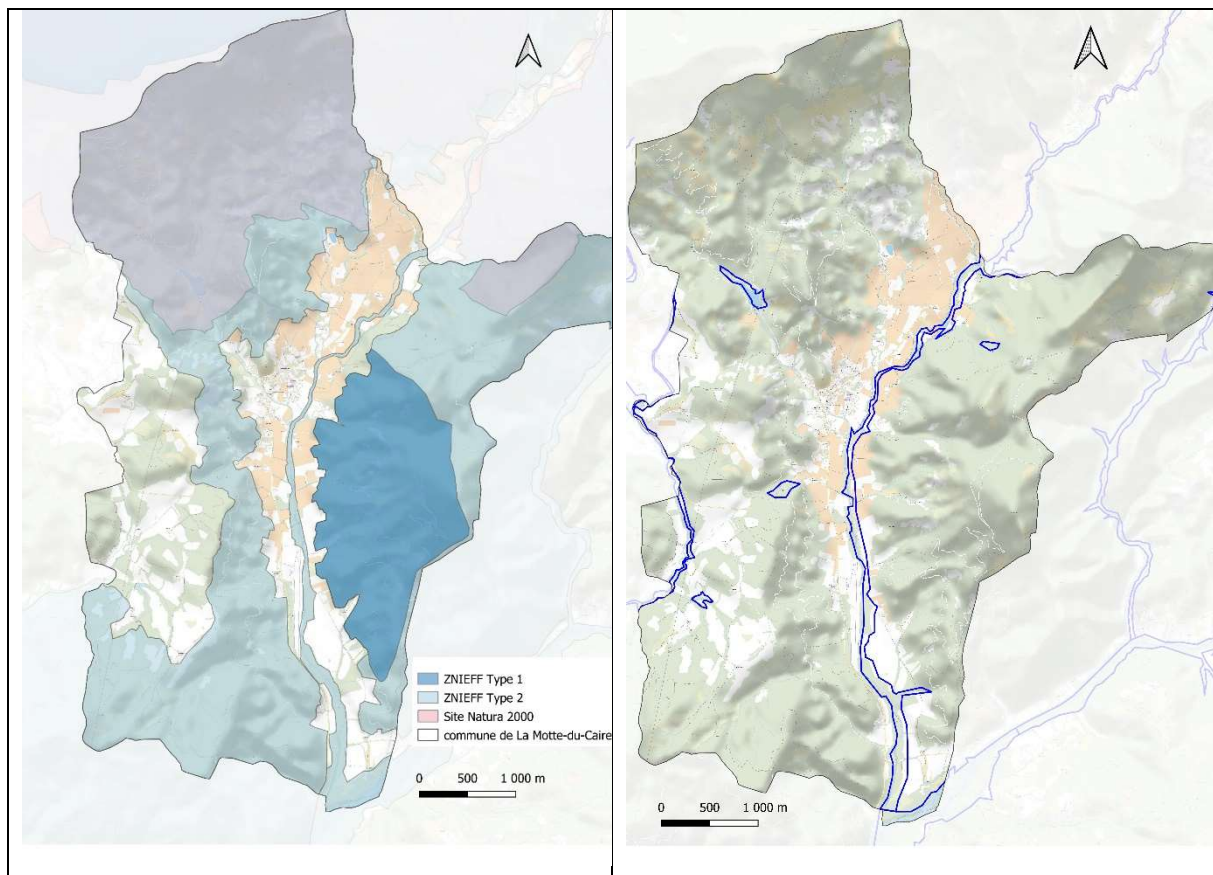 ZNIEFF Type 1
ZNIEFF Type 2
Site Natura 2000
commune de La Motte-du-Caire
0 500 1 000 m
0 500 1 000 m